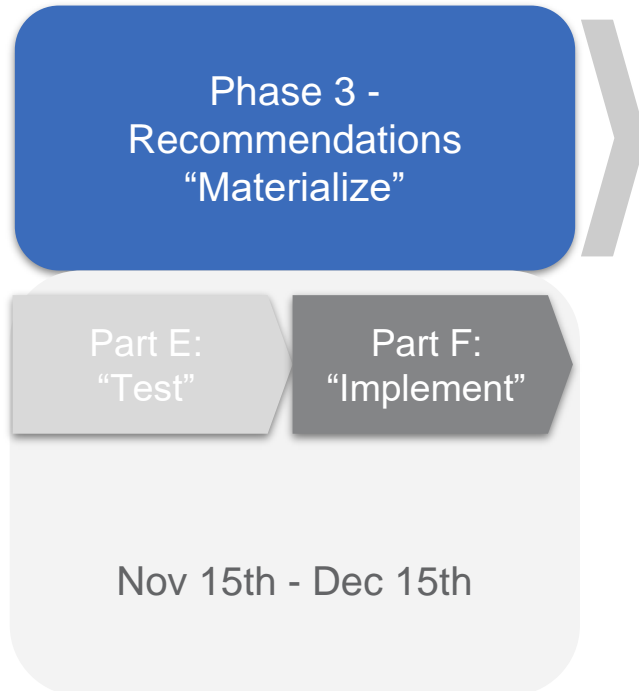 Phase 3 -
Recommendations
“Materialize”
Part E:
“Test”
Part F:
“Implement”
Nov 15th - Dec 15th